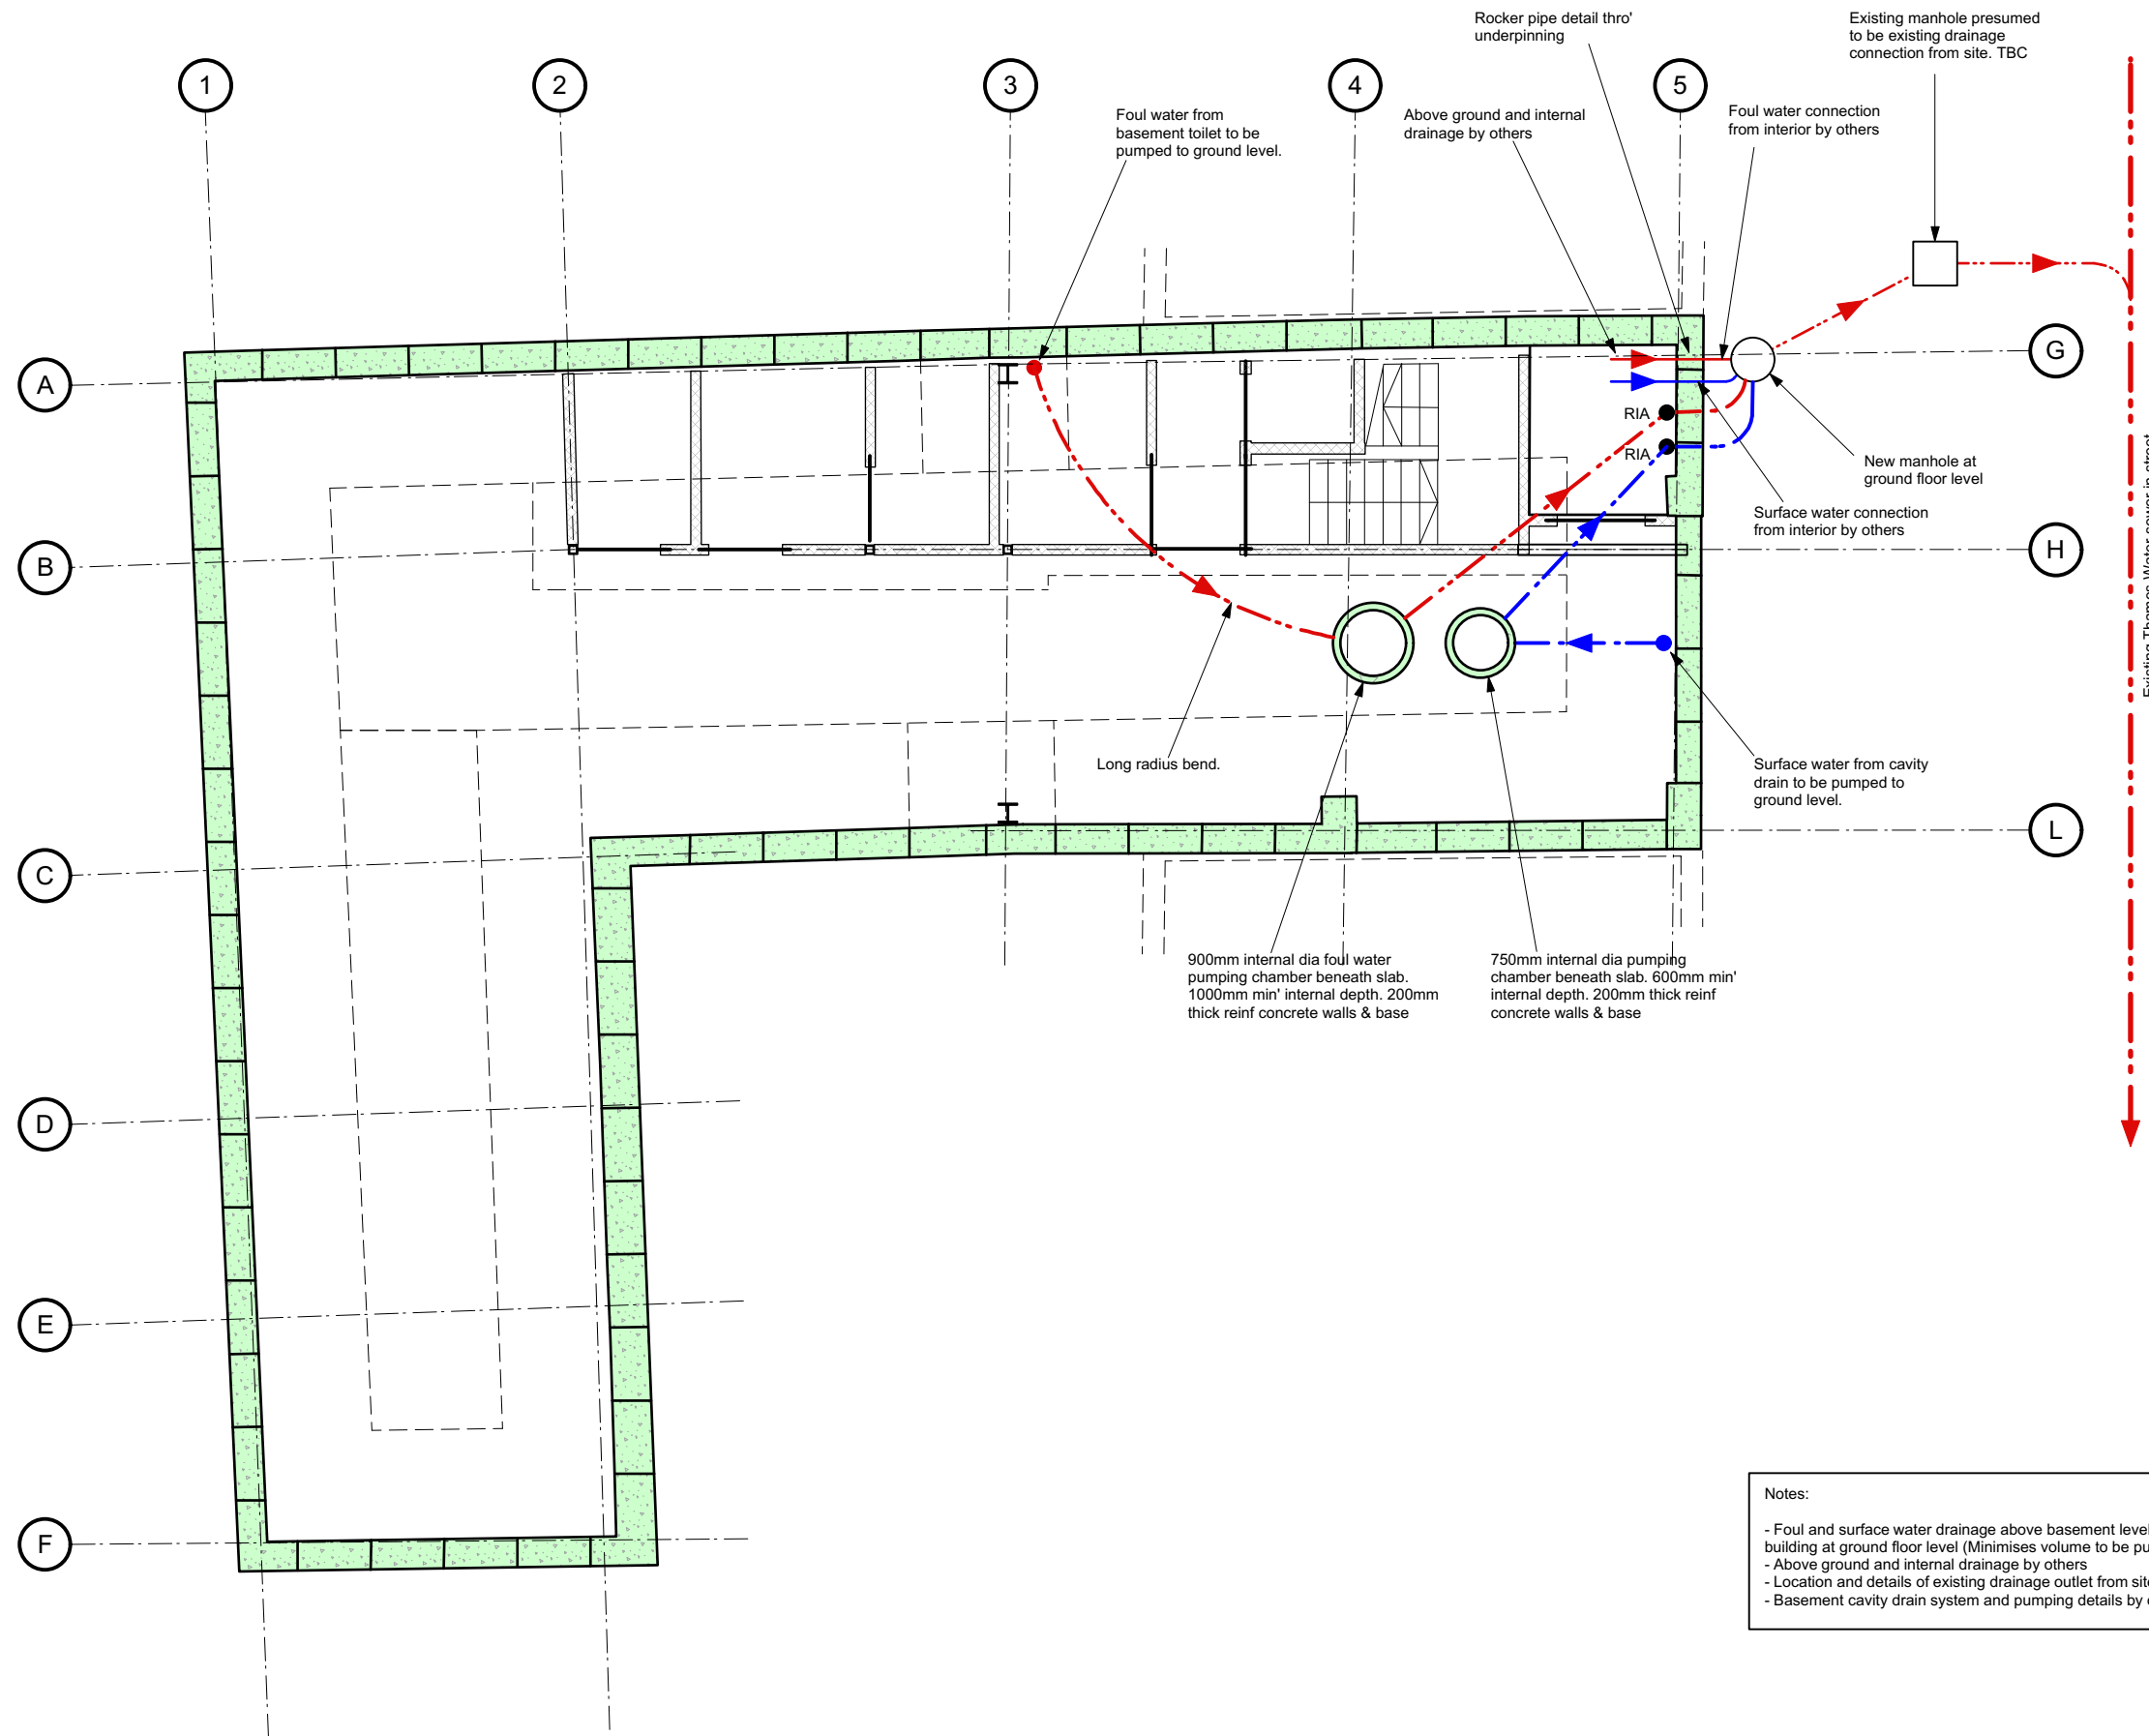 Rocker pipe detail thro'
underpinning
Existing manhole presumed
to be existing drainage
connection from site. TBC
1
2
3
4
5
Foul water from
basement toilet to be
pumped to ground level.
Above ground and internal
drainage by others
Foul water connection
from interior by others
A
G
RIA
RIA
New manhole at
ground floor level
Surface water connection
from interior by others
B
H
Existing Thames Water sewer in street
Long radius bend.
Surface water from cavity
drain to be pumped to
ground level.
L
C
900mm internal dia foul water
pumping chamber beneath slab.
1000mm min' internal depth. 200mm
thick reinf concrete walls & base
750mm internal dia pumping
chamber beneath slab. 600mm min'
internal depth. 200mm thick reinf
concrete walls & base
D
E
F
Notes:
- Foul and surface water drainage above basement level
building at ground floor level (Minimises volume to be
- Above ground and internal drainage by others
- Location and details of existing drainage outlet from
- Basement cavity drain system and pumping details by